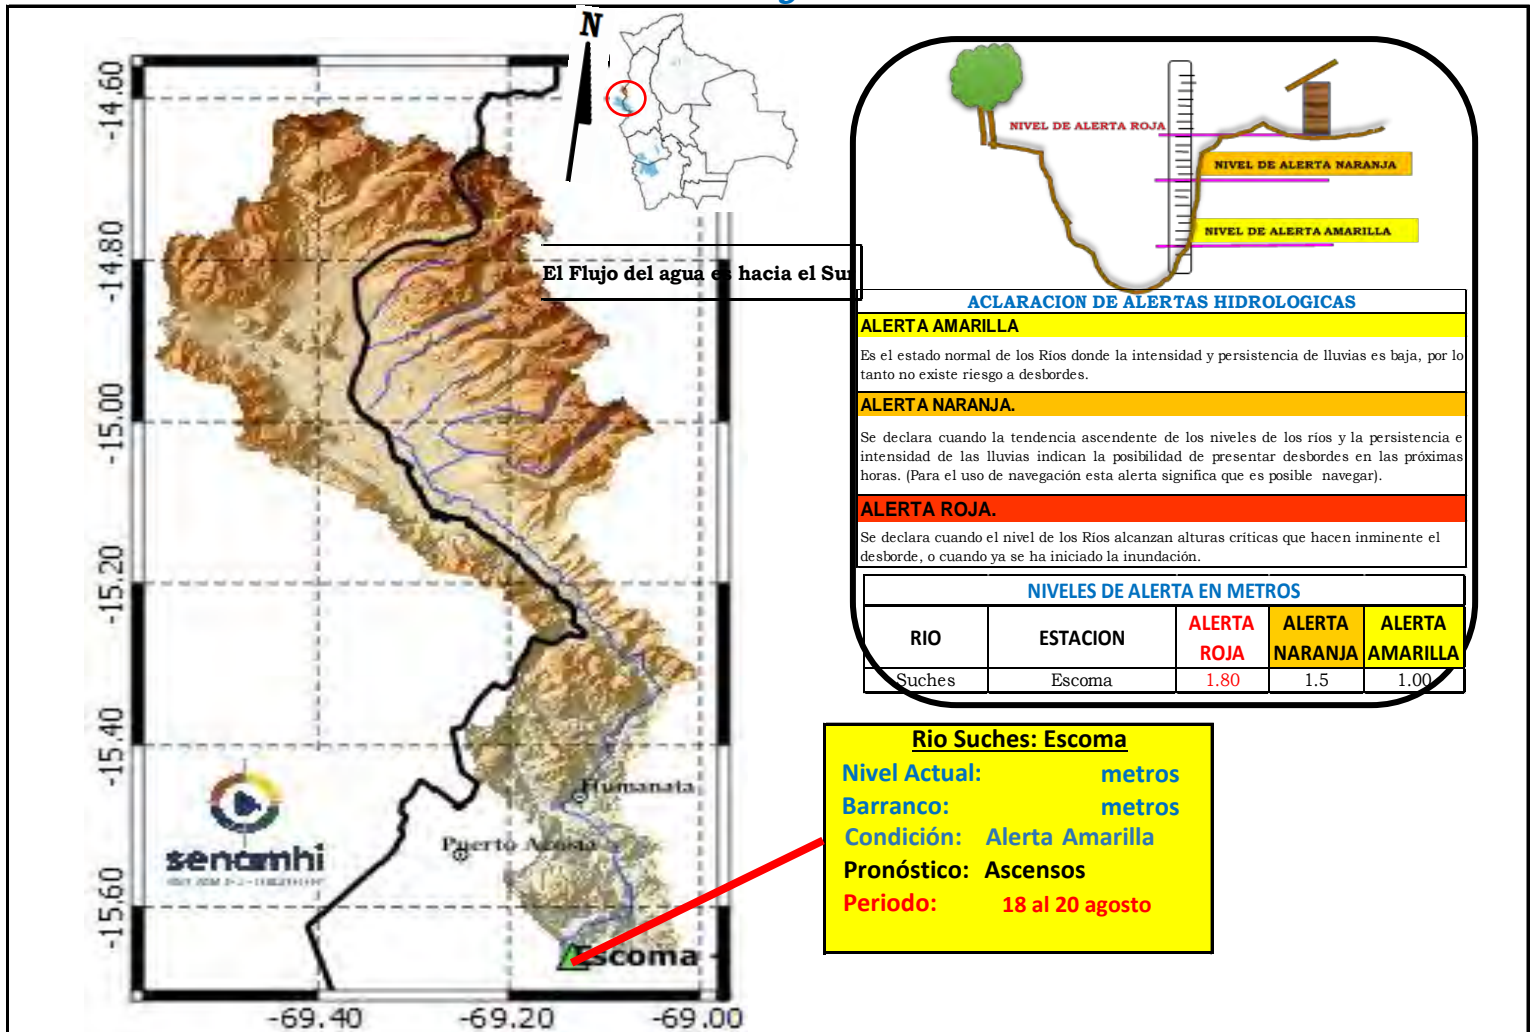 N
-14.60
-14.80
-15.00
-15.20
-15.40
-15.60
-69.40
-69.20
-69.00
El Flujo del agua es hacia el Sur
Humanata
Puerto Acosta
Escoma
senamhi
NIVEL DE ALERTA ROJA
NIVEL DE ALERTA NARANJA
NIVEL DE ALERTA AMARILLA
ACLARACION DE ALERTAS HIDROLOGICAS
ALERTA AMARILLA
Es el estado normal de los Ríos donde la intensidad y persistencia de lluvias es baja, por lo
tanto no existe riesgo a desbordes.
ALERTA NARANJA.
Se declara cuando la tendencia ascendente de los niveles de los ríos y la persistencia e
intensidad de las lluvias indican la posibilidad de presentar desbordes en las próximas
horas. (Para el uso de navegación esta alerta significa que es posible navegar).
ALERTA ROJA.
Se declara cuando el nivel de los Ríos alcanzan alturas críticas que hacen inminente el
desborde, o cuando ya se ha iniciado la inundación.
NIVELES DE ALERTA EN METROS
RIO ESTACION ALERTA ROJA ALERTA NARANJA ALERTA AMARILLA
Suches Escoma 1.80 1.5 1.00
Rio Suches: Escoma
Nivel Actual: metros
Barranco: metros
Condición: Alerta Amarilla
Pronóstico: Ascensos
Periodo: 18 al 20 agosto